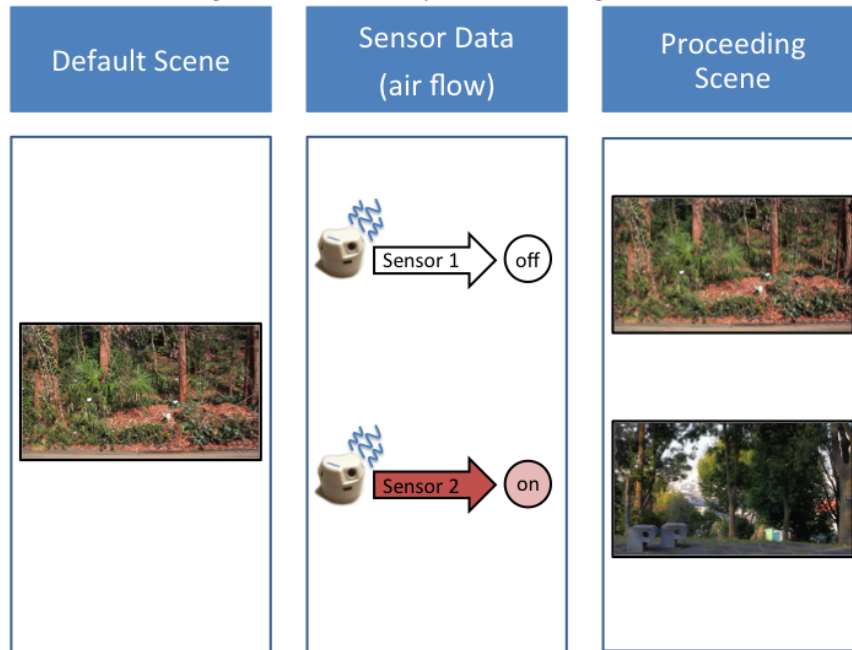 Default Scene
Sensor Data
(air flow)
Proceeding
Scene
Sensor 1
off
Sensor 2
on